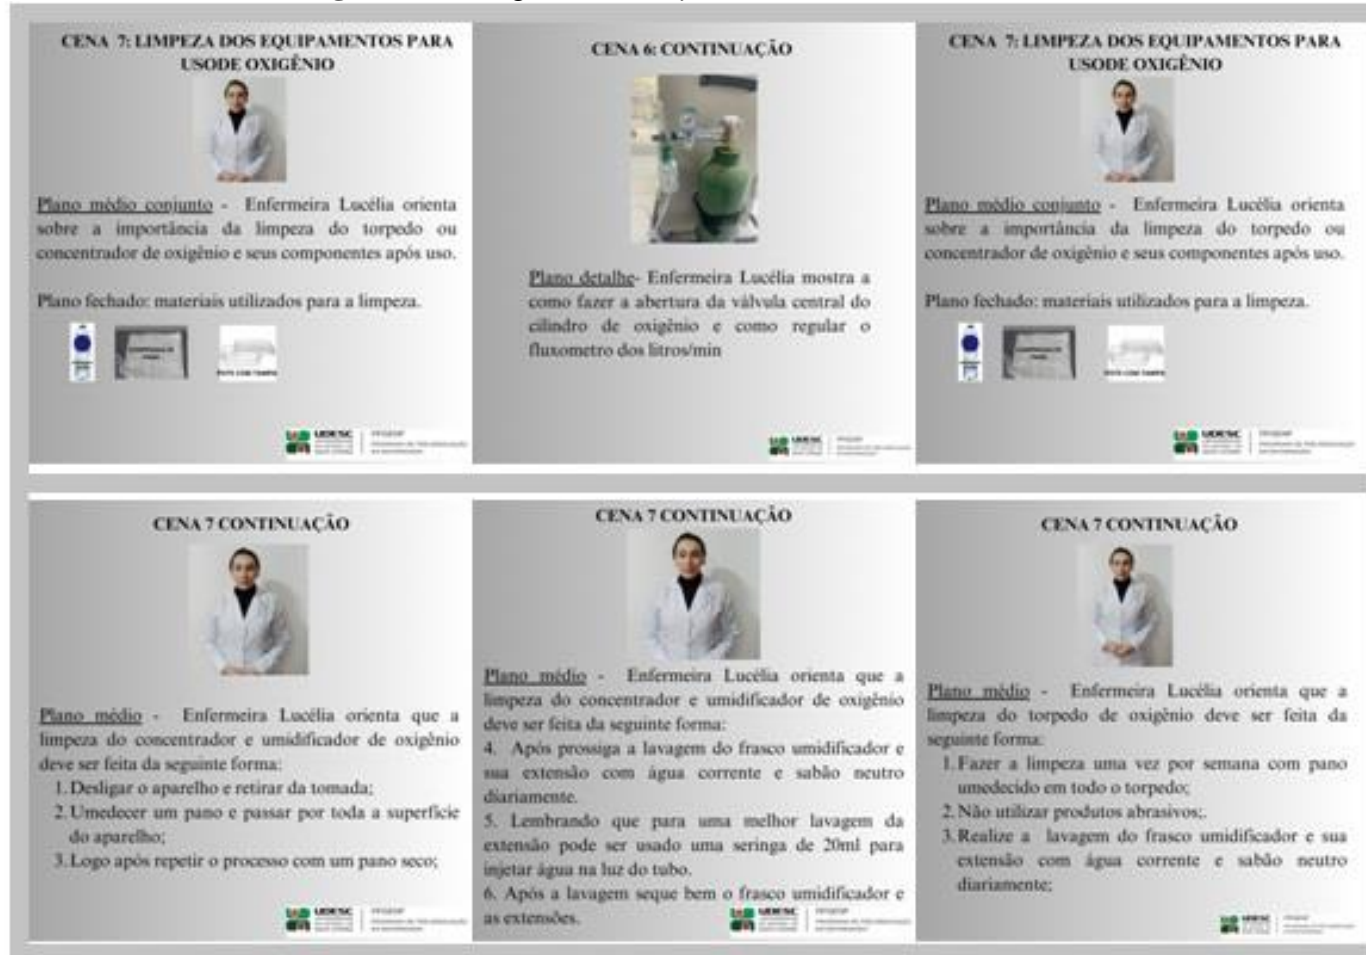 CENA 7: LIMPEZA DOS EQUIPAMENTOS PARA
USODE OXIGÊNIO
Plano médio conjunto - Enfermeira Lucélia orienta
sobre a importância da limpeza do torpedo ou
concentrador de oxigênio e seus componentes após uso.
Plano fechado: materiais utilizados para a limpeza.
POTE COM TAMPA
UDESC
CENA 6: CONTINUAÇÃO
Plano detalhe- Enfermeira Lucélia mostra a
como fazer a abertura da válvula central do
cilindro de oxigênio e como regular o
fluxometro dos litros/min
UDESC
CENA 7: LIMPEZA DOS EQUIPAMENTOS PARA
USODE OXIGÊNIO
Plano médio conjunto - Enfermeira Lucélia orienta
sobre a importância da limpeza do torpedo ou
concentrador de oxigênio e seus componentes após uso.
Plano fechado: materiais utilizados para a limpeza.
POTE COM TAMPA
UDESC
CENA 7 CONTINUAÇÃO
Plano médio - Enfermeira Lucélia orienta que a
limpeza do concentrador e umidificador de oxigênio
deve ser feita da seguinte forma:
1. Desligar o aparelho e retirar da tomada;
2. Umedecer um pano e passar por toda a superfície
do aparelho;
3. Logo após repetir o processo com um pano seco;
UDESC
CENA 7 CONTINUAÇÃO
Plano médio - Enfermeira Lucélia orienta que a
limpeza do concentrador e umidificador de oxigênio
deve ser feita da seguinte forma:
4. Após prossiga a lavagem do frasco umidificador e
sua extensão com água corrente e sabão neutro
diariamente.
5. Lembrando que para uma melhor lavagem da
extensão pode ser usado uma seringa de 20ml para
injetar água na luz do tubo.
6. Após a lavagem seque bem o frasco umidificador e
as extensões.
UDESC
CENA 7 CONTINUAÇÃO
Plano médio - Enfermeira Lucélia orienta que a
limpeza do torpedo de oxigênio deve ser feita da
seguinte forma:
1. Fazer a limpeza uma vez por semana com pano
umedecido em todo o torpedo;
2. Não utilizar produtos abrasivos;.
3. Realize a lavagem do frasco umidificador e sua
extensão com água corrente e sabão neutro
diariamente;
UDESC